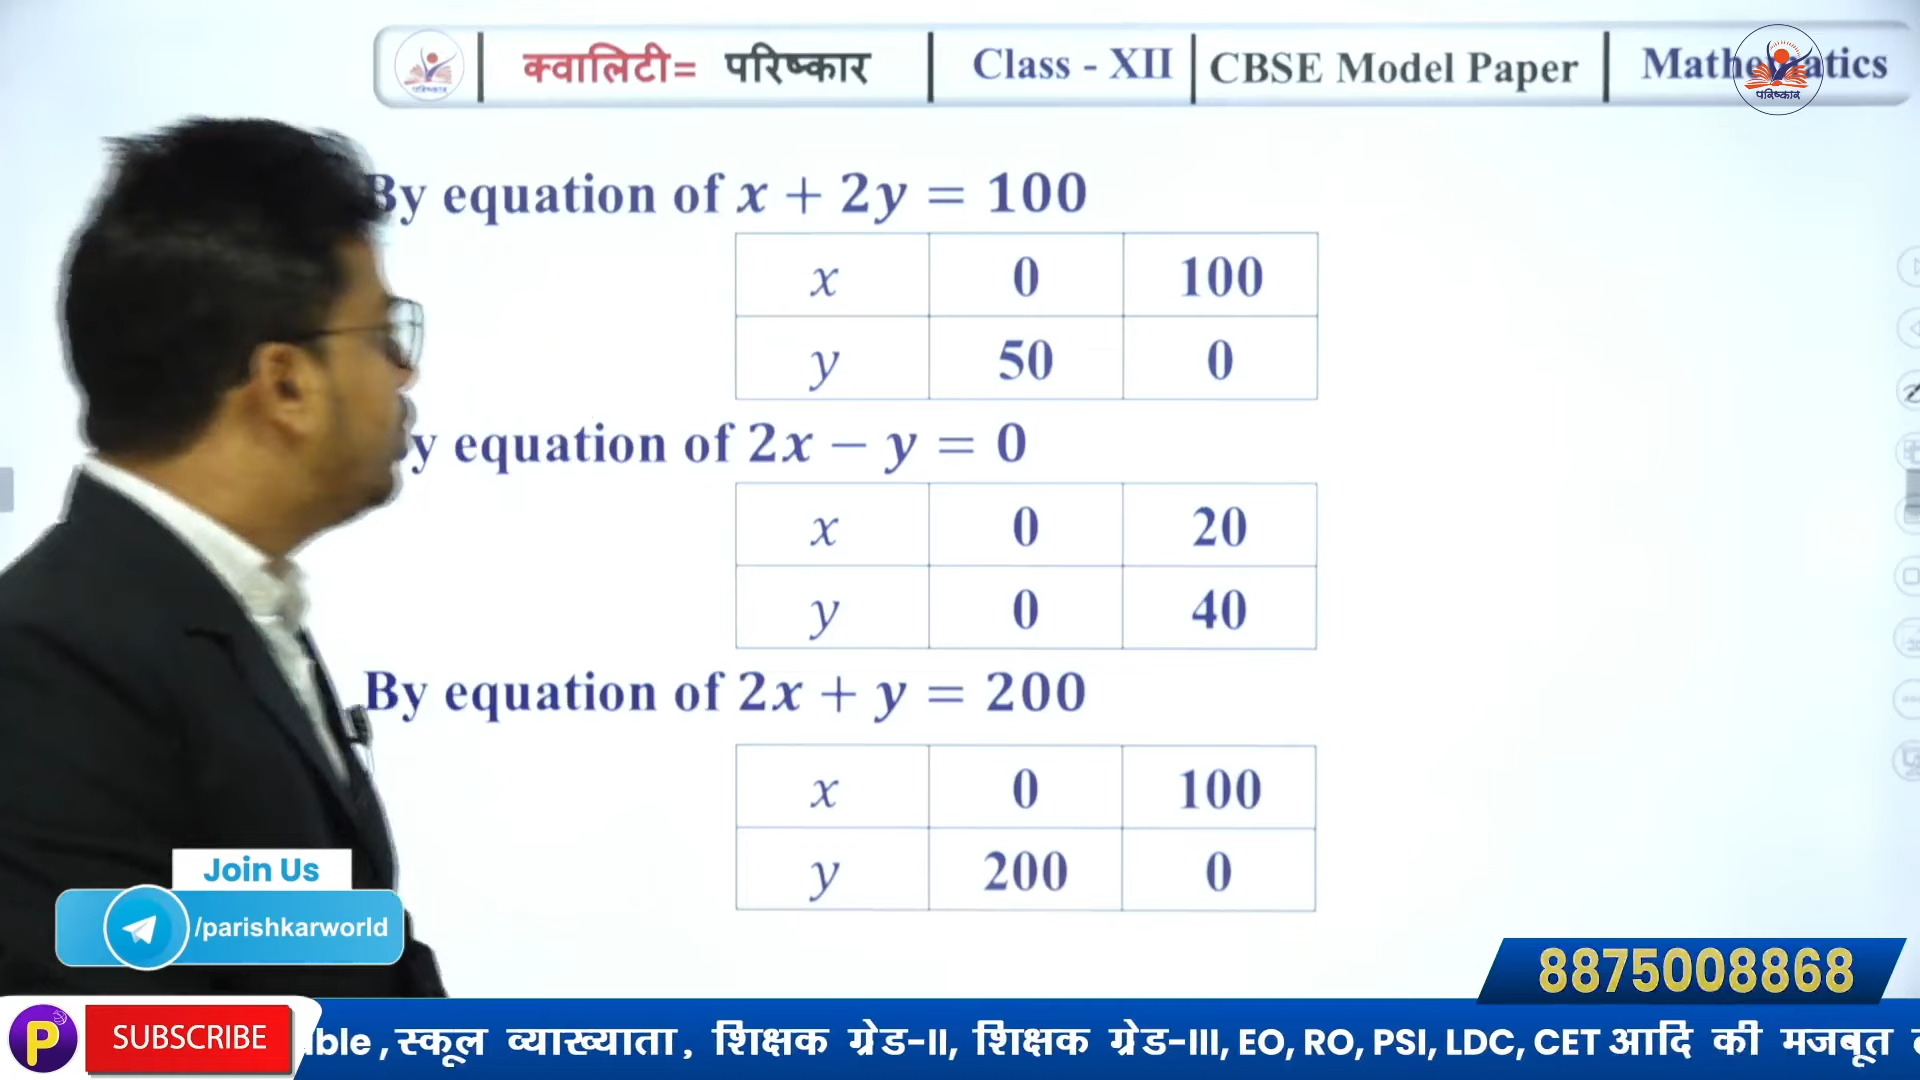 क्वालिटी= परिष्कार Class - XII CBSE Model Paper Mathematics
परिष्कार
By equation of x + 2y = 100
x 0 100
y 50 0
By equation of 2x − y = 0
x 0 20
y 0 40
By equation of 2x + y = 200
x 0 100
y 200 0
Join Us
/parishkarworld
8875008868
P SUBSCRIBE
ble , स्कूल व्याख्याता, शिक्षक ग्रेड-II, शिक्षक ग्रेड-III, EO, RO, PSI, LDC, CET आदि की मजबूत